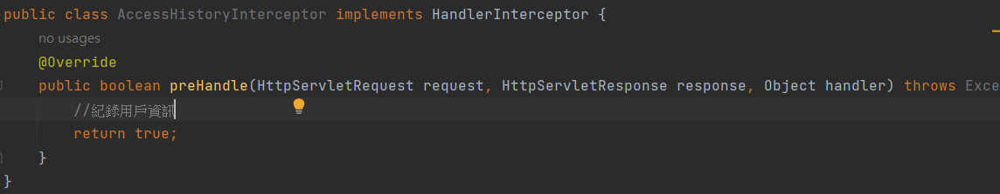 public class AccessHistoryInterceptor implements HandlerInterceptor {
no usages
@Override
public boolean preHandle(HttpServletRequest request, HttpServletResponse response, Object handler) throws Exce
//紀錄用戶資訊
return true;
}
}